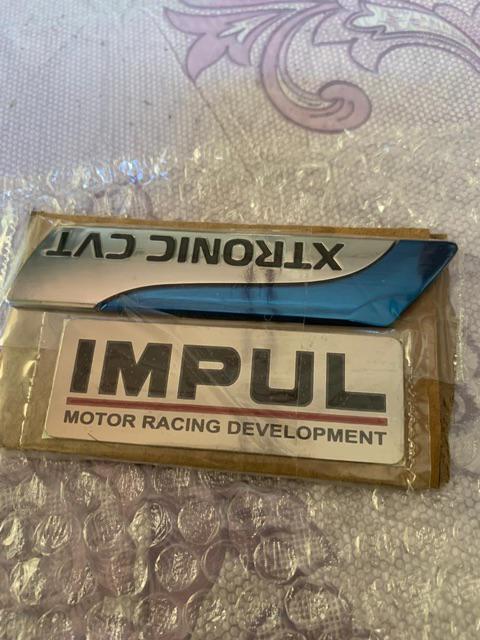 XTRONIC CVT
IMPUL
MOTOR RACING DEVELOPMENT